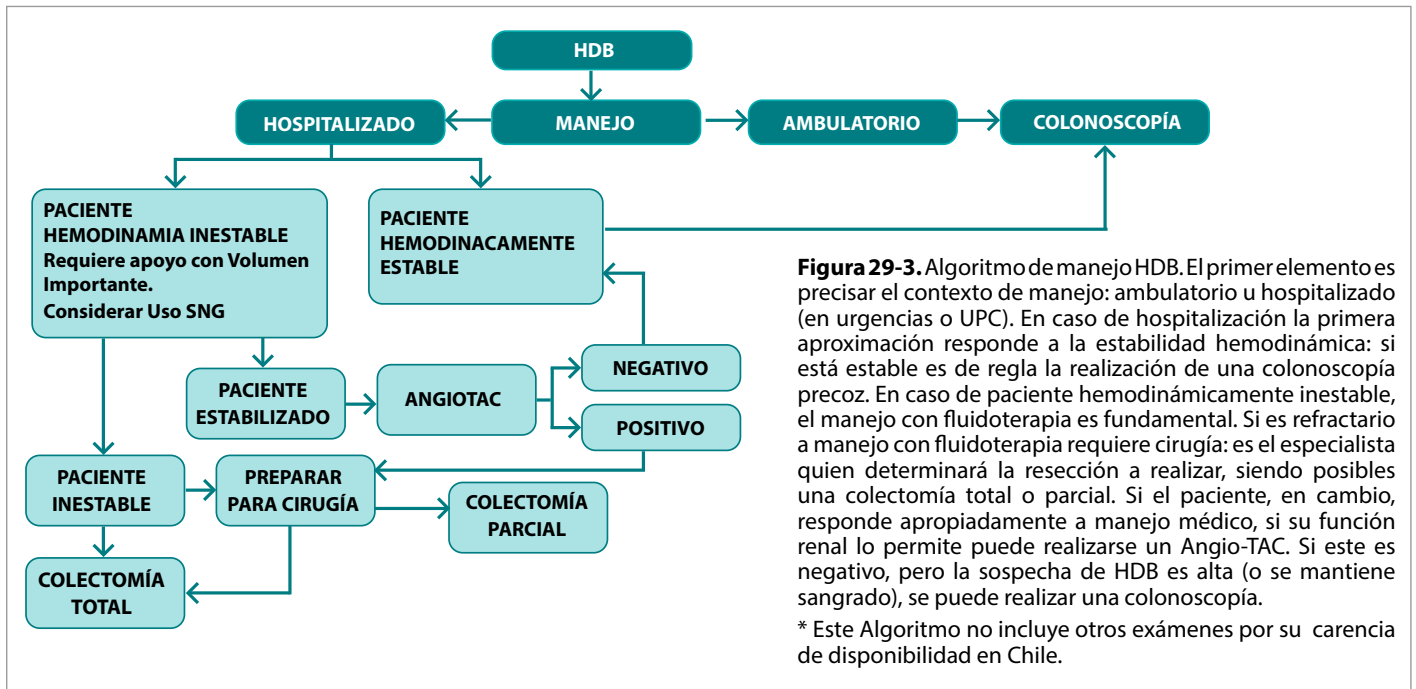 HDB
HOSPITALIZADO
MANEJO
AMBULATORIO
COLONOSCOPÍA
PACIENTE
HEMODINAMIA INESTABLE
Requiere apoyo con Volumen
Importante.
Considerar Uso SNG
PACIENTE
HEMODINACAMENTE
ESTABLE
PACIENTE
ESTABILIZADO
ANGIOTAC
NEGATIVO
POSITIVO
PACIENTE
INESTABLE
PREPARAR
PARA CIRUGÍA
COLECTOMÍA
PARCIAL
COLECTOMÍA
TOTAL
Figura 29-3. Algoritmo de manejo HDB. El primer elemento es
precisar el contexto de manejo: ambulatorio u hospitalizado
(en urgencias o UPC). En caso de hospitalización la primera
aproximación responde a la estabilidad hemodinámica: si
está estable es de regla la realización de una colonoscopía
precoz. En caso de paciente hemodinámicamente inestable,
el manejo con fluidoterapia es fundamental. Si es refractario
a manejo con fluidoterapia requiere cirugía: es el especialista
quien determinará la resección a realizar, siendo posibles
una colectomía total o parcial. Si el paciente, en cambio,
responde apropiadamente a manejo médico, si su función
renal lo permite puede realizarse un Angio-TAC. Si este es
negativo, pero la sospecha de HDB es alta (o se mantiene
sangrado), se puede realizar una colonoscopía.
* Este Algoritmo no incluye otros exámenes por su carencia
de disponibilidad en Chile.